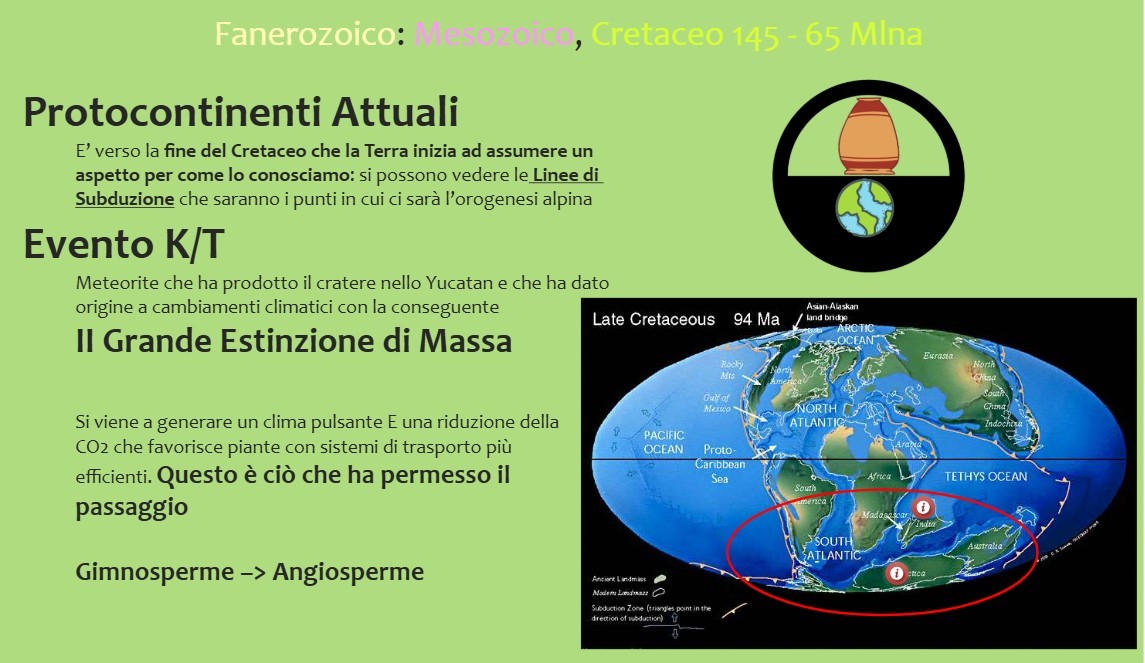 Fanerozoico: Mesozoico, Cretaceo 145 - 65 Mlna
Protocontinenti Attuali
E’ verso la fine del Cretaceo che la Terra inizia ad assumere un
aspetto per come lo conosciamo: si possono vedere le Linee di
Subduzione che saranno i punti in cui ci sarà l’orogenesi alpina
Evento K/T
Meteorite che ha prodotto il cratere nello Yucatan e che ha dato
origine a cambiamenti climatici con la conseguente
II Grande Estinzione di Massa
Si viene a generare un clima pulsante E una riduzione della
CO2 che favorisce piante con sistemi di trasporto più
efficienti. Questo è ciò che ha permesso il
passaggio
Gimnosperme –> Angiosperme
Late Cretaceous 94 Ma
Asian-Alaskan
land bridge
ARCTIC
OCEAN
Eurasia
Rocky
Mts
North
America
North
China
South
China
Indochina
Gulf of
Mexico
NORTH
ATLANTIC
PACIFIC
OCEAN
Proto-
Caribbean
Sea
Arabia
Africa
TETHYS OCEAN
South
America
Madagascar
India
SOUTH
ATLANTIC
Australia
i
i
Ancient Landmass
Modern Landmass
Subduction Zone (triangles point in the
direction of subduction)